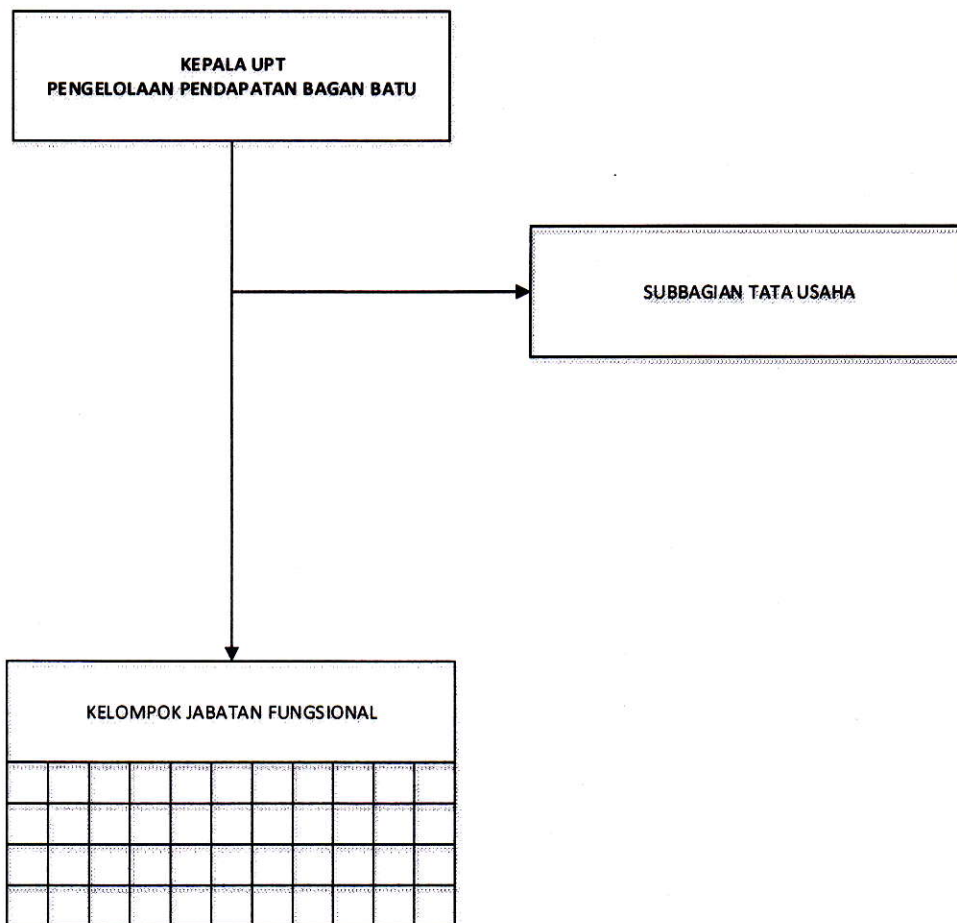 KEPALA UPT
PENGELOLAAN PENDAPATAN BAGAN BATU
SUBBAGIAN TATA USAHA
KELOMPOK JABATAN FUNGSIONAL